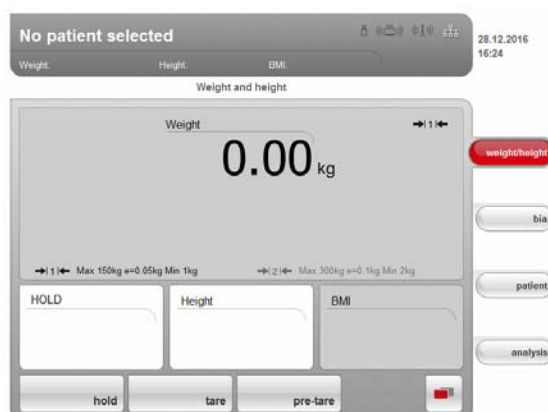 No patient selected
28.12.2016
16:24
Weight: Height: BMI:
Weight and height
Weight →|1|←
0.00 kg
weight/height
bia
→|1|← Max 150kg e=0.05kg Min 1kg →|2|← Max 300kg e=0.1kg Min 2kg
patient
HOLD Height BMI
analysis
hold tare pre-tare